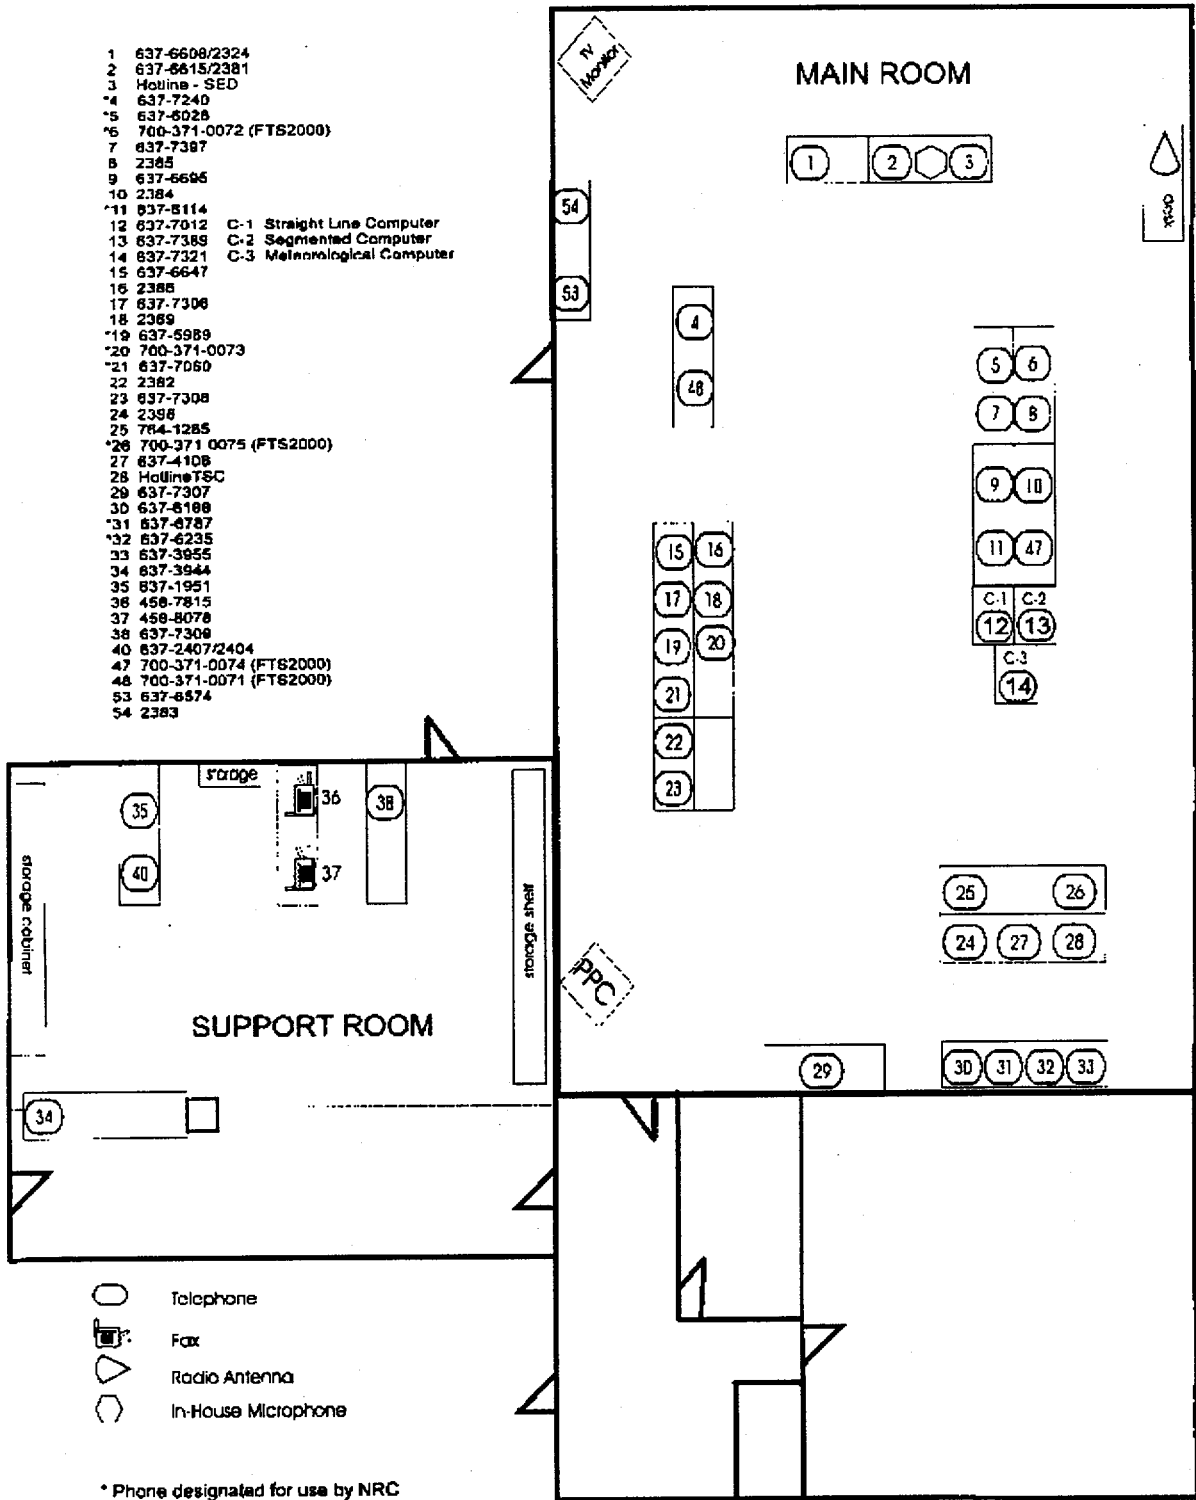 1 637-6608/2324
2 637-6615/2381
3 Hotline - SED
*4 637-7240
*5 637-6028
*6 700-371-0072 (FTS2000)
7 637-7397
8 2385
9 637-6695
10 2384
*11 637-8114
12 637-7012 C-1 Straight Line Computer
13 637-7389 C-2 Segmented Computer
14 637-7321 C-3 Meteorological Computer
15 637-6647
16 2386
17 637-7306
18 2369
*19 637-5989
*20 700-371-0073
*21 637-7060
22 2382
23 637-7308
24 2398
25 764-1285
*26 700-371 0075 (FTS2000)
27 637-4108
28 HotlineTSC
29 637-7307
30 637-8188
*31 637-8787
*32 637-6235
33 637-3955
34 637-3944
35 637-1951
36 458-7815
37 458-8078
38 637-7309
40 637-2407/2404
47 700-371-0074 (FTS2000)
48 700-371-0071 (FTS2000)
53 637-8574
54 2383
TV Monitor
MAIN ROOM
1 2 3
desk
54
53
4
48
5 6
7 8
9 10
11 47
C-1 C-2
12 13
C-3
14
15 16
17 18
19 20
21
22
23
25 26
24 27 28
PPC
29
30 31 32 33
storage
35
36
38
40
37
storage cabinet
storage shelf
SUPPORT ROOM
34
Telephone
Fax
Radio Antenna
In-House Microphone
* Phone designated for use by NRC